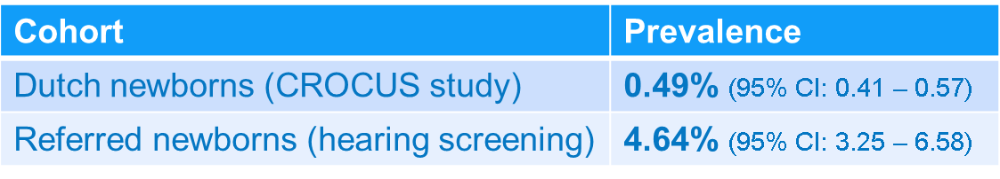 Cohort Prevalence
Dutch newborns (CROCUS study) 0.49% (95% CI: 0.41 – 0.57)
Referred newborns (hearing screening) 4.64% (95% CI: 3.25 – 6.58)